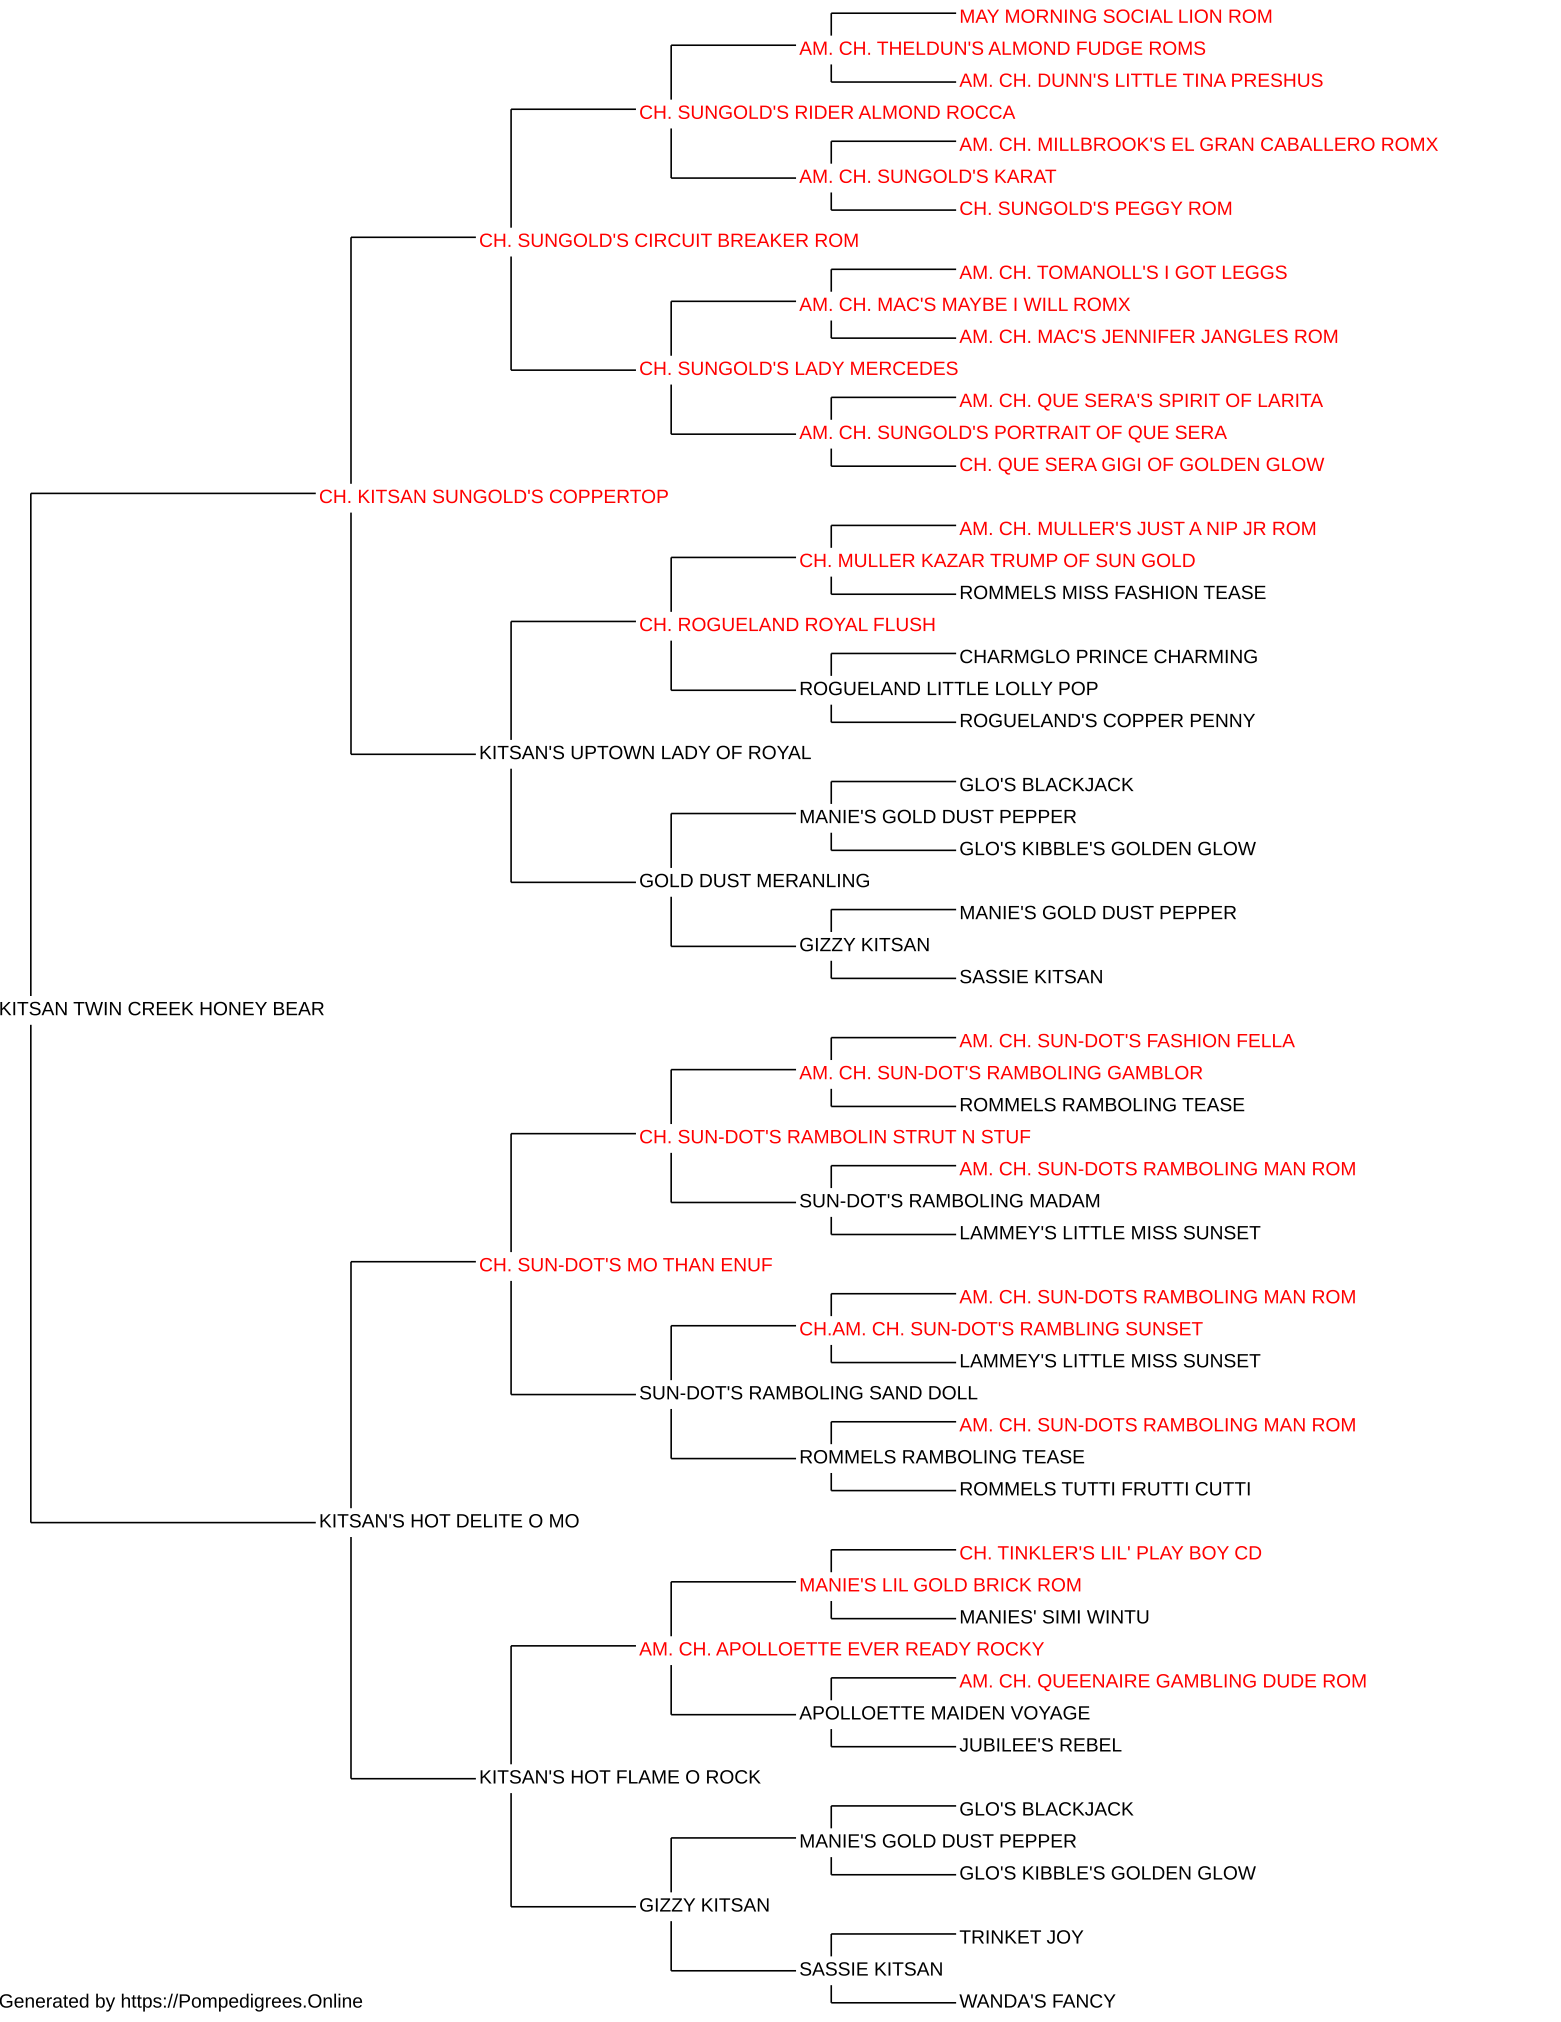 MAY MORNING SOCIAL LION ROM
AM. CH. THELDUN'S ALMOND FUDGE ROMS
AM. CH. DUNN'S LITTLE TINA PRESHUS
CH. SUNGOLD'S RIDER ALMOND ROCCA
AM. CH. MILLBROOK'S EL GRAN CABALLERO ROMX
AM. CH. SUNGOLD'S KARAT
CH. SUNGOLD'S PEGGY ROM
CH. SUNGOLD'S CIRCUIT BREAKER ROM
AM. CH. TOMANOLL'S I GOT LEGGS
AM. CH. MAC'S MAYBE I WILL ROMX
AM. CH. MAC'S JENNIFER JANGLES ROM
CH. SUNGOLD'S LADY MERCEDES
AM. CH. QUE SERA'S SPIRIT OF LARITA
AM. CH. SUNGOLD'S PORTRAIT OF QUE SERA
CH. QUE SERA GIGI OF GOLDEN GLOW
CH. KITSAN SUNGOLD'S COPPERTOP
AM. CH. MULLER'S JUST A NIP JR ROM
CH. MULLER KAZAR TRUMP OF SUN GOLD
ROMMELS MISS FASHION TEASE
CH. ROGUELAND ROYAL FLUSH
CHARMGLO PRINCE CHARMING
ROGUELAND LITTLE LOLLY POP
ROGUELAND'S COPPER PENNY
KITSAN'S UPTOWN LADY OF ROYAL
GLO'S BLACKJACK
MANIE'S GOLD DUST PEPPER
GLO'S KIBBLE'S GOLDEN GLOW
GOLD DUST MERANLING
MANIE'S GOLD DUST PEPPER
GIZZY KITSAN
SASSIE KITSAN
KITSAN TWIN CREEK HONEY BEAR
AM. CH. SUN-DOT'S FASHION FELLA
AM. CH. SUN-DOT'S RAMBOLING GAMBLOR
ROMMELS RAMBOLING TEASE
CH. SUN-DOT'S RAMBOLIN STRUT N STUF
AM. CH. SUN-DOTS RAMBOLING MAN ROM
SUN-DOT'S RAMBOLING MADAM
LAMMEY'S LITTLE MISS SUNSET
CH. SUN-DOT'S MO THAN ENUF
AM. CH. SUN-DOTS RAMBOLING MAN ROM
CH.AM. CH. SUN-DOT'S RAMBLING SUNSET
LAMMEY'S LITTLE MISS SUNSET
SUN-DOT'S RAMBOLING SAND DOLL
AM. CH. SUN-DOTS RAMBOLING MAN ROM
ROMMELS RAMBOLING TEASE
ROMMELS TUTTI FRUTTI CUTTI
KITSAN'S HOT DELITE O MO
CH. TINKLER'S LIL' PLAY BOY CD
MANIE'S LIL GOLD BRICK ROM
MANIES' SIMI WINTU
AM. CH. APOLLOETTE EVER READY ROCKY
AM. CH. QUEENAIRE GAMBLING DUDE ROM
APOLLOETTE MAIDEN VOYAGE
JUBILEE'S REBEL
KITSAN'S HOT FLAME O ROCK
GLO'S BLACKJACK
MANIE'S GOLD DUST PEPPER
GLO'S KIBBLE'S GOLDEN GLOW
GIZZY KITSAN
TRINKET JOY
SASSIE KITSAN
WANDA'S FANCY
Generated by https://Pompedigrees.Online